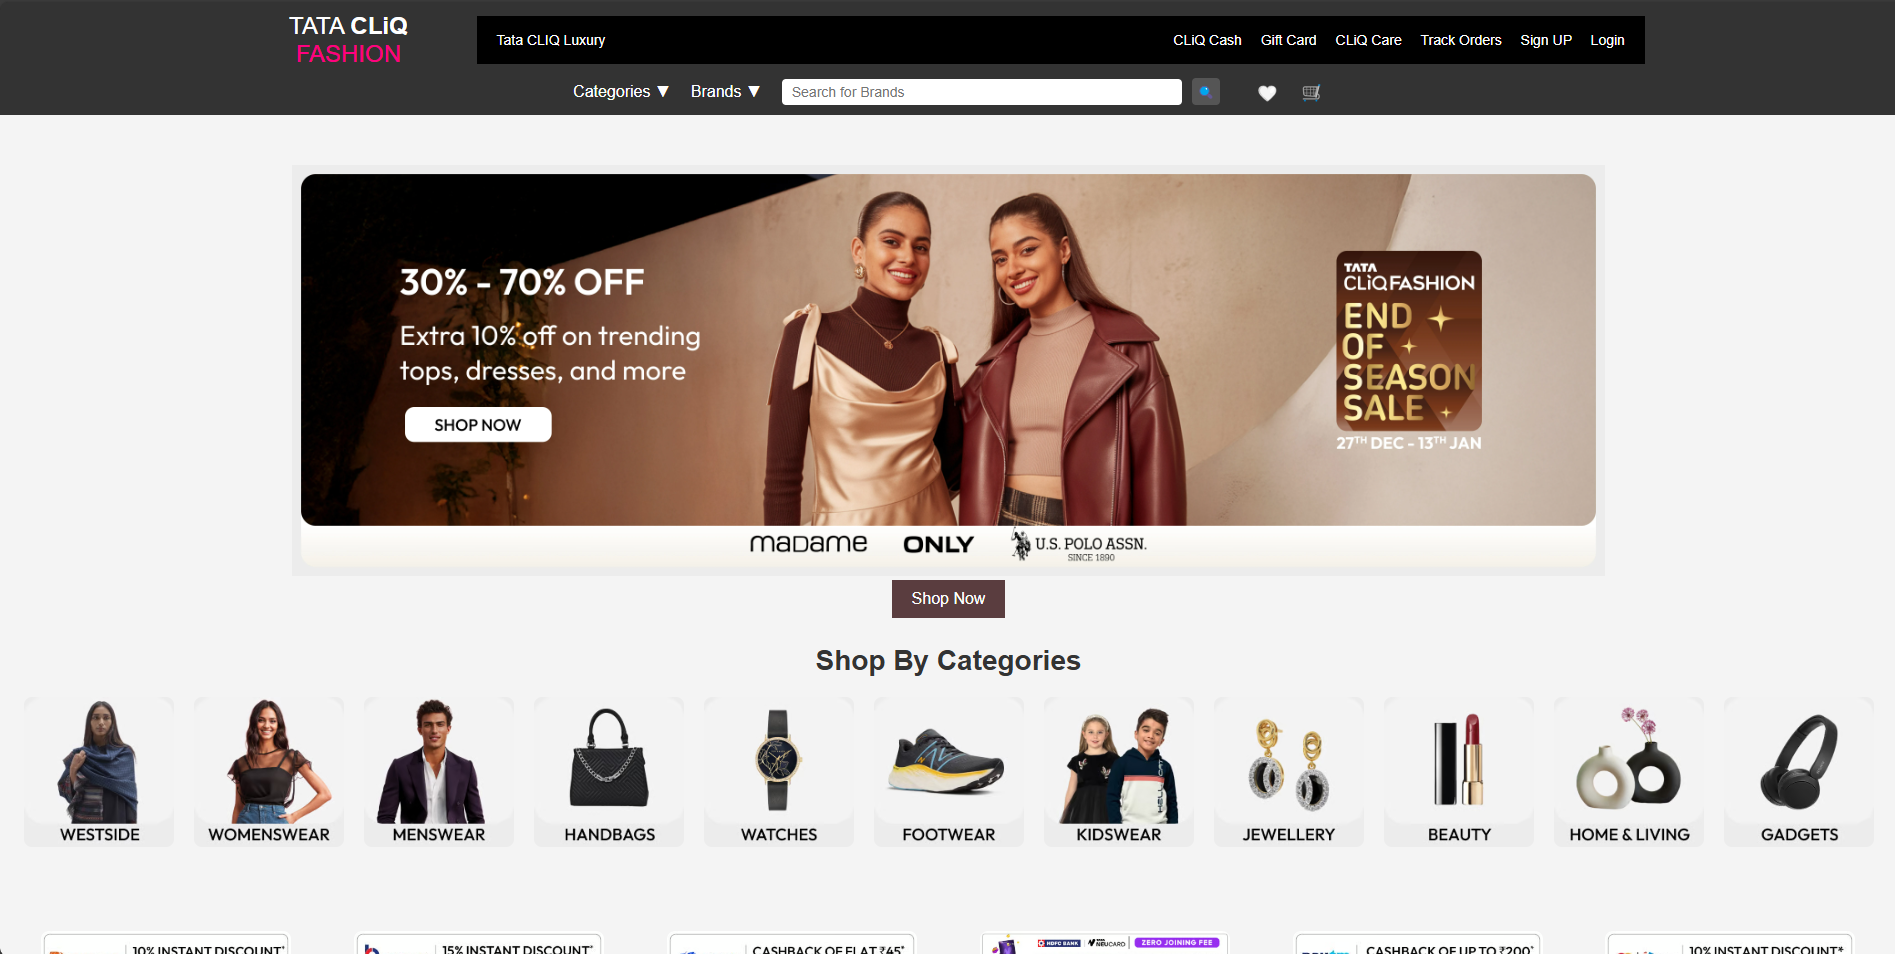 TATA CLiQ
FASHION
Tata CLIQ Luxury
CLiQ Cash Gift Card CLiQ Care Track Orders Sign UP Login
Categories ▼ Brands ▼ Search for Brands
30% - 70% OFF
Extra 10% off on trending
tops, dresses, and more
SHOP NOW
TATA
CLiQ FASHION
END
OF
SEASON
SALE
27TH DEC - 13TH JAN
MADAME ONLY U.S. POLO ASSN.
SINCE 1890
Shop Now
Shop By Categories
WESTSIDE WOMENSWEAR MENSWEAR HANDBAGS WATCHES FOOTWEAR KIDSWEAR JEWELLERY BEAUTY HOME & LIVING GADGETS
HDFC BANK TATA NEUCARD ZERO JOINING FEE
10% INSTANT DISCOUNT* 15% INSTANT DISCOUNT* CASHBACK OF FLAT ₹45* CASHBACK OF UP TO ₹200* 10% INSTANT DISCOUNT*